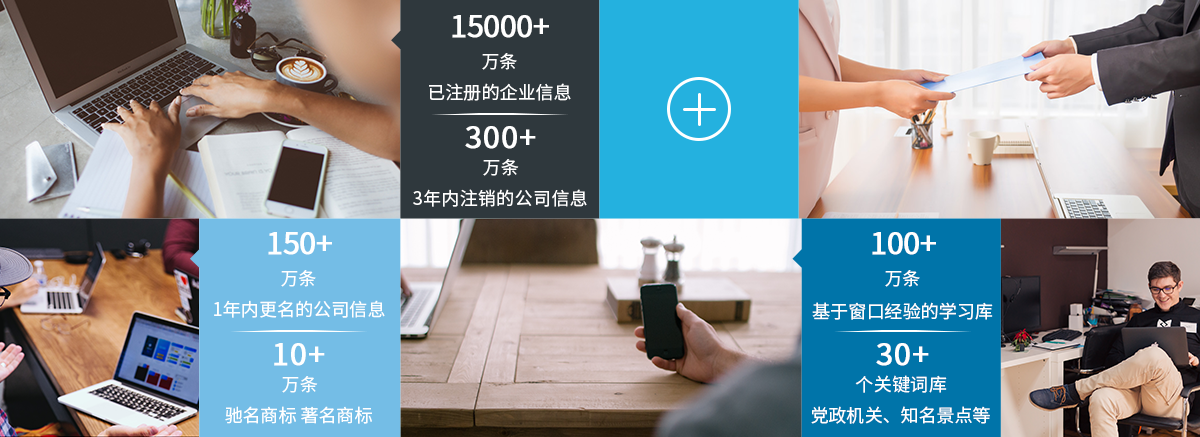 15000+
万条
已注册的企业信息
300+
万条
3年内注销的公司信息
150+
万条
1年内更名的公司信息
10+
万条
驰名商标 著名商标
100+
万条
基于窗口经验的学习库
30+
个关键词库
党政机关、知名景点等